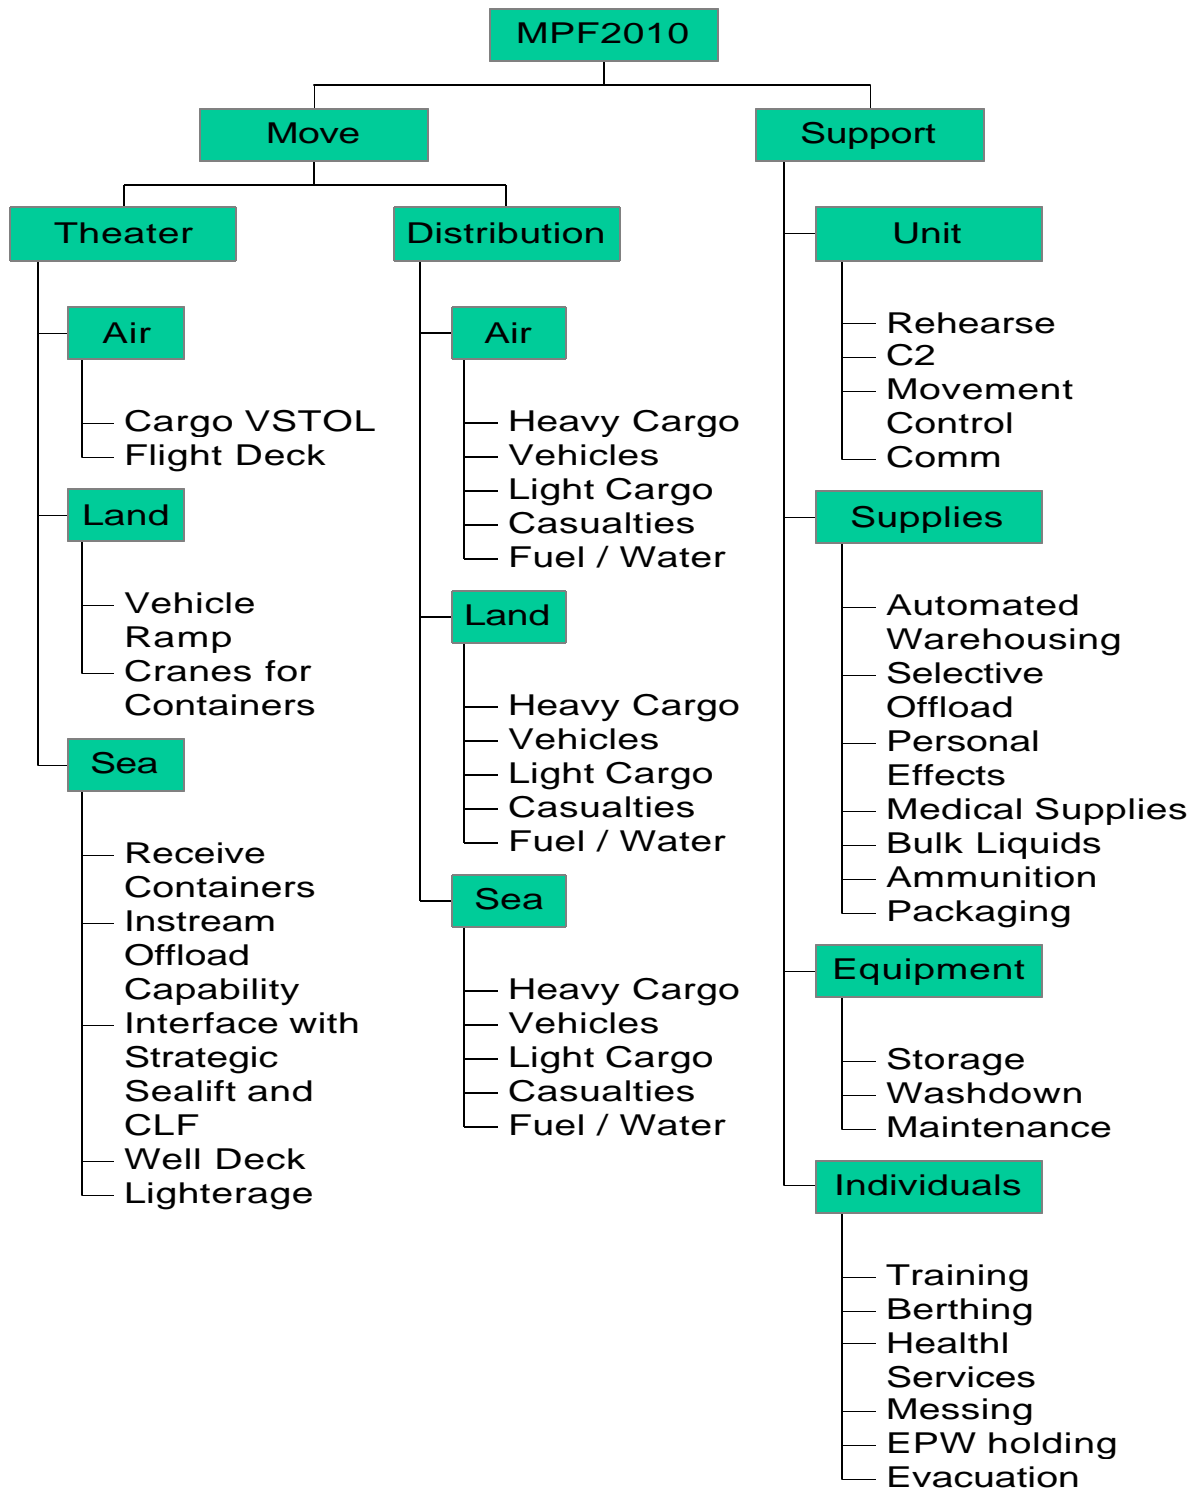 MPF2010
Move
Support
Theater
Distribution
Unit
Air
Cargo VSTOL
Flight Deck
Land
Vehicle
Ramp
Cranes for
Containers
Sea
Receive
Containers
Instream
Offload
Capability
Interface with
Strategic
Sealift and
CLF
Well Deck
Lighterage
Air
Heavy Cargo
Vehicles
Light Cargo
Casualties
Fuel / Water
Land
Heavy Cargo
Vehicles
Light Cargo
Casualties
Fuel / Water
Sea
Heavy Cargo
Vehicles
Light Cargo
Casualties
Fuel / Water
Rehearse
C2
Movement
Control
Comm
Supplies
Automated
Warehousing
Selective
Offload
Personal
Effects
Medical Supplies
Bulk Liquids
Ammunition
Packaging
Equipment
Storage
Washdown
Maintenance
Individuals
Training
Berthing
Healthl
Services
Messing
EPW holding
Evacuation